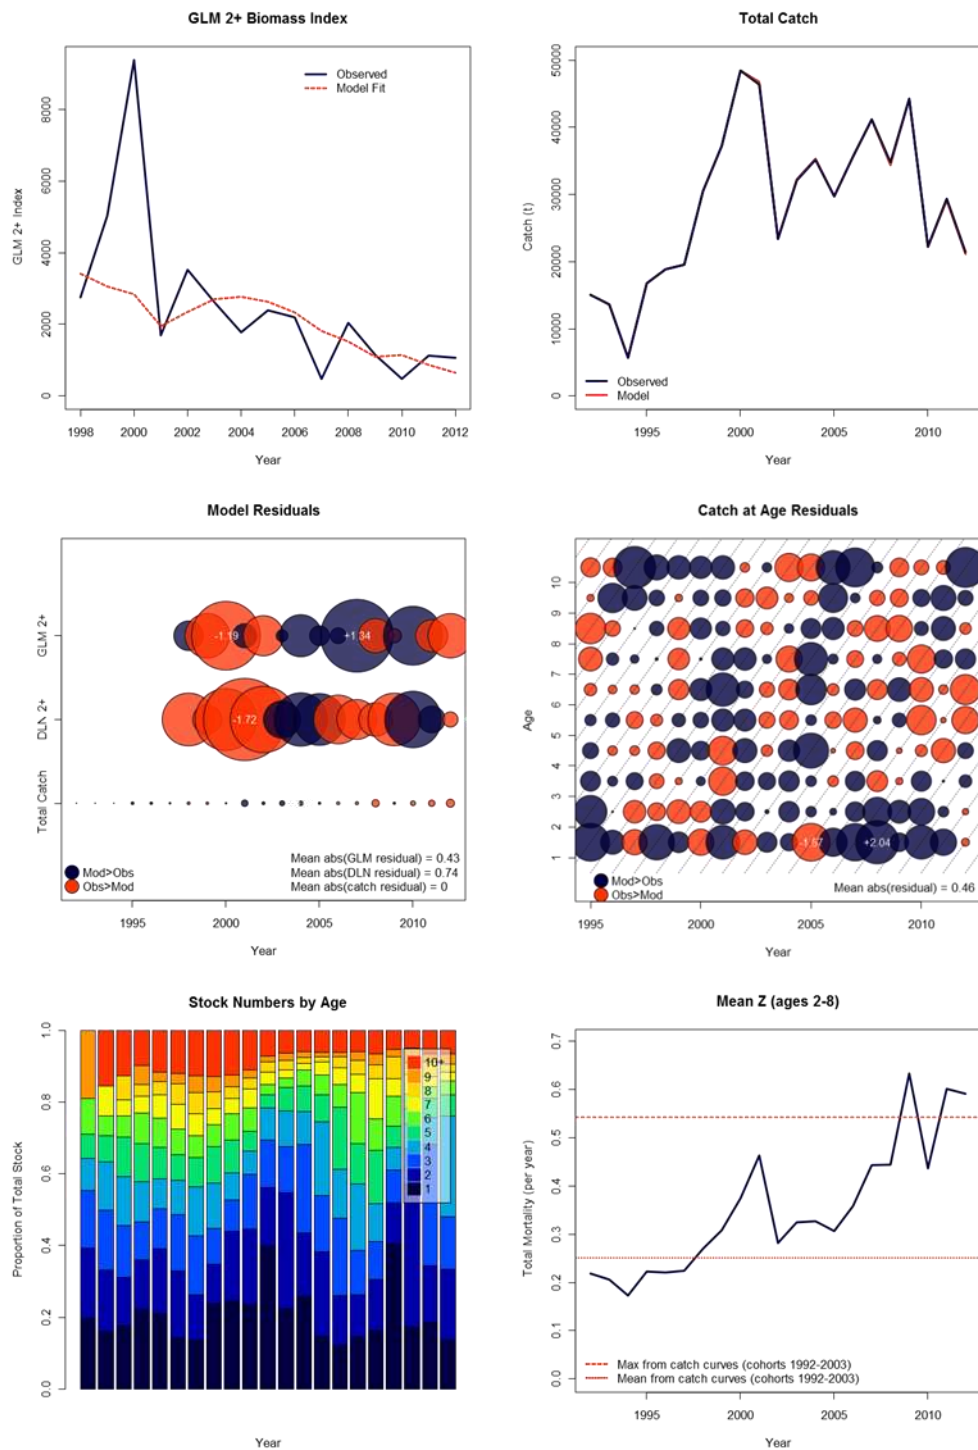 GLM 2+ Biomass Index
GLM 2+ Index
8000
6000
4000
2000
0
Observed
Model Fit
1998 2000 2002 2004 2006 2008 2010 2012
Year
Total Catch
Catch (t)
50000
40000
30000
20000
10000
0
Observed
Model
1995 2000 2005 2010
Year
Model Residuals
GLM 2+
-1.19 +1.34
DLN 2+
-1.72
Total Catch
Mean abs(GLM residual) = 0.43
Mean abs(DLN residual) = 0.74
Mean abs(catch residual) = 0
Mod>Obs
Obs>Mod
1995 2000 2005 2010
Year
Catch at Age Residuals
Age
10
9
8
7
6
5
4
3
2
1
+2.04
Mod>Obs
Obs>Mod
Mean abs(residual) = 0.46
1995 2000 2005 2010
Year
Stock Numbers by Age
Proportion of Total Stock
1.0
0.8
0.6
0.4
0.2
0.0
10+
9
8
7
6
5
4
3
2
1
Year
Mean Z (ages 2-8)
Total Mortality (per year)
0.7
0.6
0.5
0.4
0.3
0.2
0.1
0.0
Max from catch curves (cohorts 1992-2003)
Mean from catch curves (cohorts 1992-2003)
1995 2000 2005 2010
Year